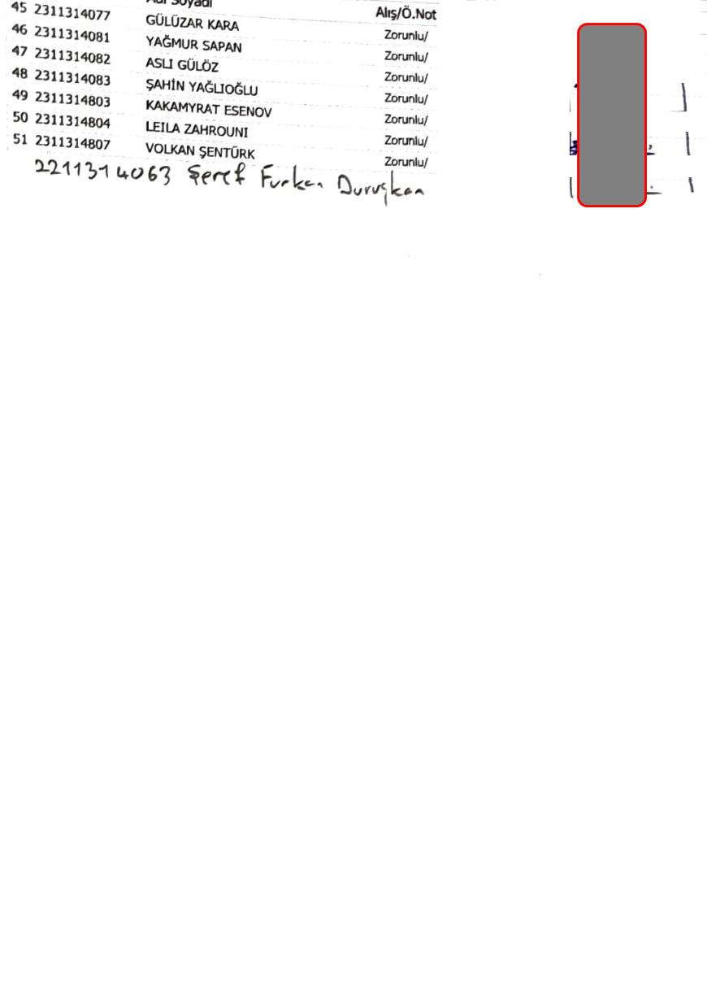 Adı Soyadı Alış/Ö.Not
45 2311314077 GÜLÜZAR KARA Zorunlu/
46 2311314081 YAĞMUR SAPAN Zorunlu/
47 2311314082 ASLI GÜLÖZ Zorunlu/
48 2311314083 ŞAHİN YAĞLIOĞLU Zorunlu/
49 2311314803 KAKAMYRAT ESENOV Zorunlu/
50 2311314804 LEILA ZAHROUNI Zorunlu/
51 2311314807 VOLKAN ŞENTÜRK Zorunlu/
2211314063 Şeref Furkan Duruşkan